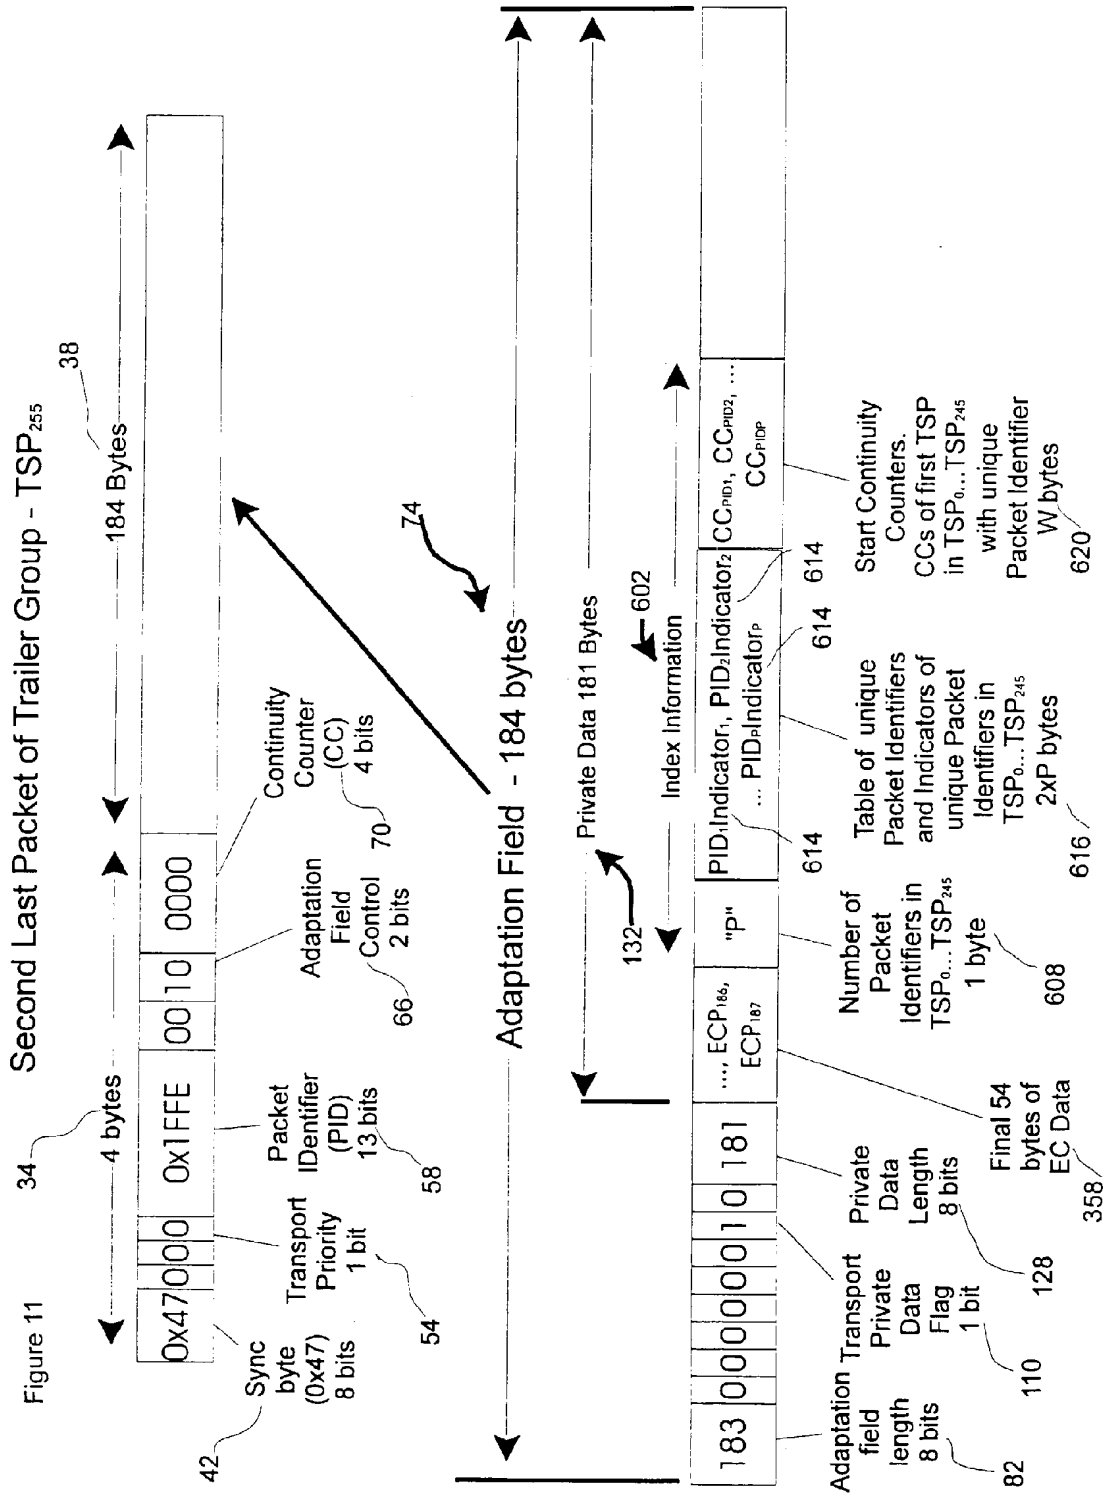 Figure 11
Second Last Packet of Trailer Group - TSP255
34
38
4 bytes
184 Bytes
0x47
0
0
0
0x1FFE
00
10
0000
42
Sync
byte
(0x47)
8 bits
Transport
Priority
1 bit
54
Packet
IDentifier
(PID)
13 bits
58
Adaptation
Field
Control
2 bits
66
Continuity
Counter
(CC)
4 bits
70
Adaptation Field - 184 bytes
74
Private Data 181 Bytes
132
602
Index Information
183
0
0
0
0
0
0
1
0
181
..., ECP186,
ECP187
"P"
PID1Indicator1, PID2Indicator2
... PIDPIndicatorP
CCPID1, CCPID2, ...
CCPIDP
614
614
614
Adaptation
field
length
8 bits
82
Transport
Private
Data
Flag
1 bit
110
Private
Data
Length
8 bits
128
Final 54
bytes of
EC Data
358
Number of
Packet
Identifiers in
TSP0...TSP245
1 byte
608
Table of unique
Packet Identifiers
and Indicators of
unique Packet
Identifiers in
TSP0...TSP245
2xP bytes
616
Start Continuity
Counters.
CCs of first TSP
in TSP0...TSP245
with unique
Packet Identifier
W bytes
620